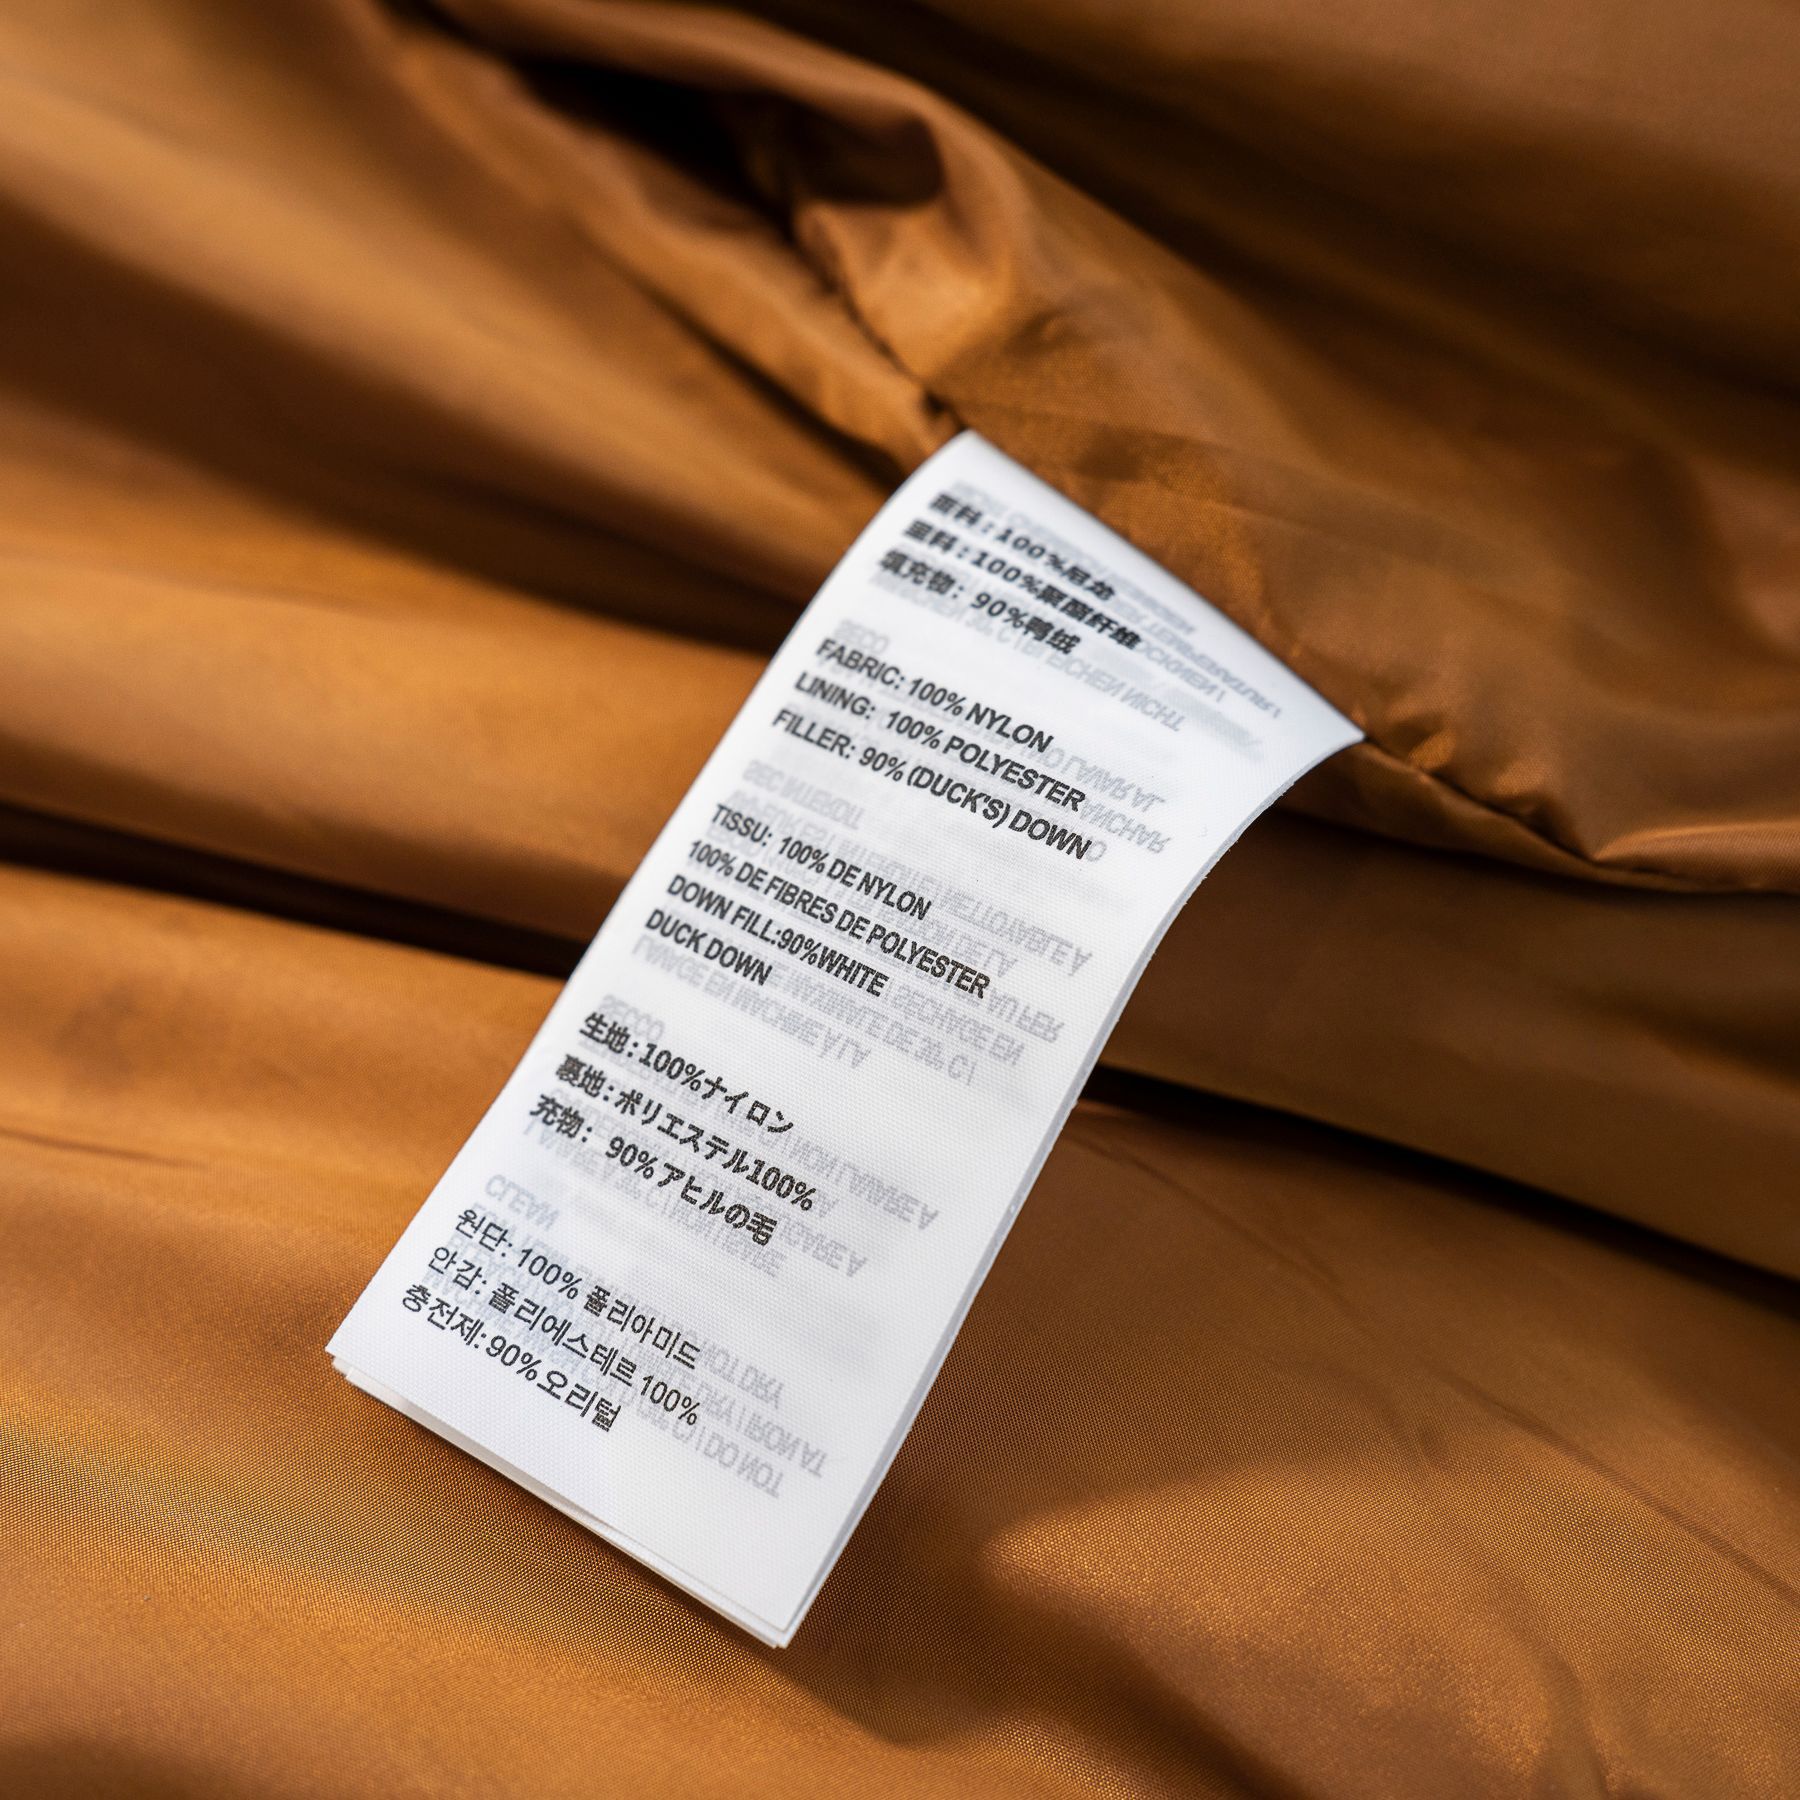 面料：100%尼龙
里料：100%聚酯纤维
填充物：90%鸭绒
FABRIC: 100% NYLON
LINING: 100% POLYESTER
FILLER: 90% (DUCK'S) DOWN
TISSU: 100% DE NYLON
100% DE FIBRES DE POLYESTER
DOWN FILL:90%WHITE
DUCK DOWN
生地:100%ナイロン
裏地:ポリエステル100%
充物: 90%アヒルの毛
원단: 100% 폴리아미드
안감: 폴리에스테르 100%
충전제: 90%오리털